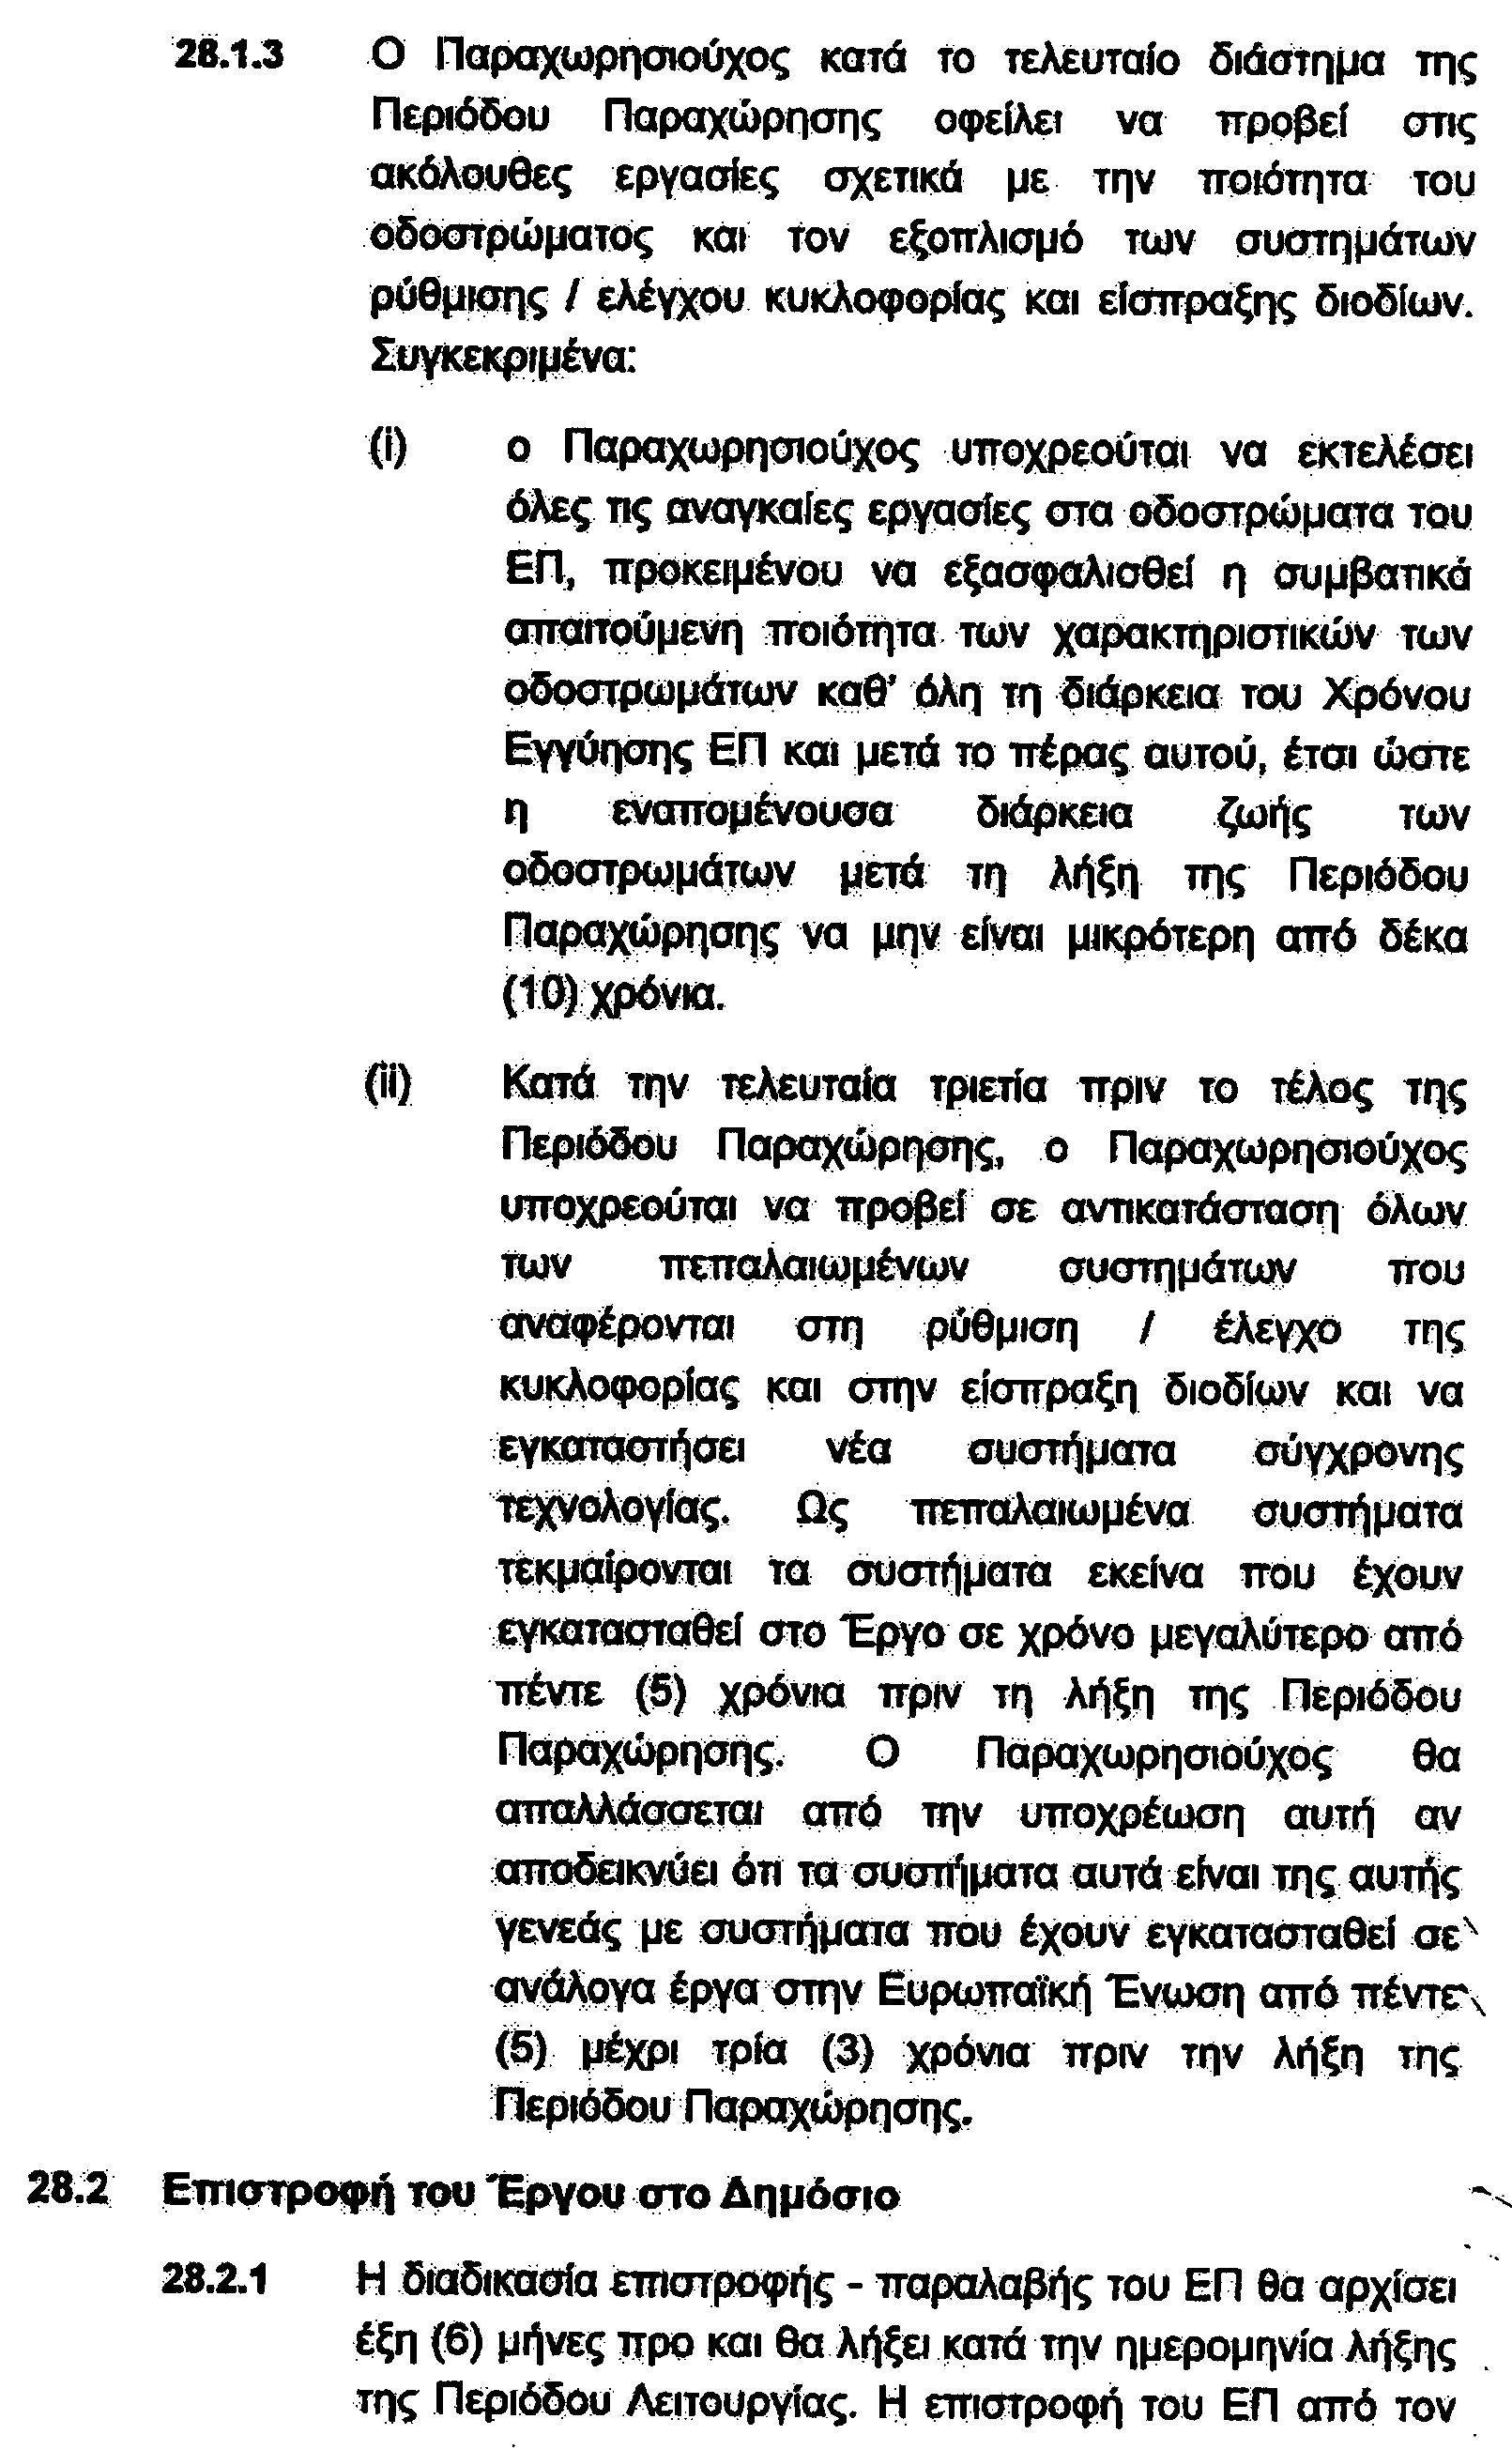 28.1.3 Ο Παραχωρησιούχος κατά το τελευταίο διάστημα της
Περιόδου Παραχώρησης οφείλει να προβεί στις
ακόλουθες εργασίες σχετικά με την ποιότητα του
οδοστρώματος και τον εξοπλισμό των συστημάτων
ρύθμισης / ελέγχου κυκλοφορίας και είσπραξης διοδίων.
Συγκεκριμένα:
(i) ο Παραχωρησιούχος υποχρεούται να εκτελέσει
όλες τις αναγκαίες εργασίες στα οδοστρώματα του
ΕΠ, προκειμένου να εξασφαλισθεί η συμβατικά
απαιτούμενη ποιότητα των χαρακτηριστικών των
οδοστρωμάτων καθ' όλη τη διάρκεια του Χρόνου
Εγγύησης ΕΠ και μετά το πέρας αυτού, έτσι ώστε
η εναπομένουσα διάρκεια ζωής των
οδοστρωμάτων μετά τη λήξη της Περιόδου
Παραχώρησης να μην είναι μικρότερη από δέκα
(10) χρόνια.
(ii) Κατά την τελευταία τριετία πριν το τέλος της
Περιόδου Παραχώρησης, ο Παραχωρησιούχος
υποχρεούται να προβεί σε αντικατάσταση όλων
των πεπαλαιωμένων συστημάτων που
αναφέρονται στη ρύθμιση / έλεγχο της
κυκλοφορίας και στην είσπραξη διοδίων και να
εγκαταστήσει νέα συστήματα σύγχρονης
τεχνολογίας. Ως πεπαλαιωμένα συστήματα
τεκμαίρονται τα συστήματα εκείνα που έχουν
εγκατασταθεί στο Έργο σε χρόνο μεγαλύτερο από
πέντε (5) χρόνια πριν τη λήξη της Περιόδου
Παραχώρησης. Ο Παραχωρησιούχος θα
απαλλάσσεται από την υποχρέωση αυτή αν
αποδεικνύει ότι τα συστήματα αυτά είναι της αυτής
γενεάς με συστήματα που έχουν εγκατασταθεί σε
ανάλογα έργα στην Ευρωπαϊκή Ένωση από πέντε
(5) μέχρι τρία (3) χρόνια πριν την λήξη της
Περιόδου Παραχώρησης.
28.2 Επιστροφή του Έργου στο Δημόσιο
28.2.1 Η διαδικασία επιστροφής - παραλαβής του ΕΠ θα αρχίσει
έξη (6) μήνες προ και θα λήξει κατά την ημερομηνία λήξης
της Περιόδου Λειτουργίας. Η επιστροφή του ΕΠ από τον